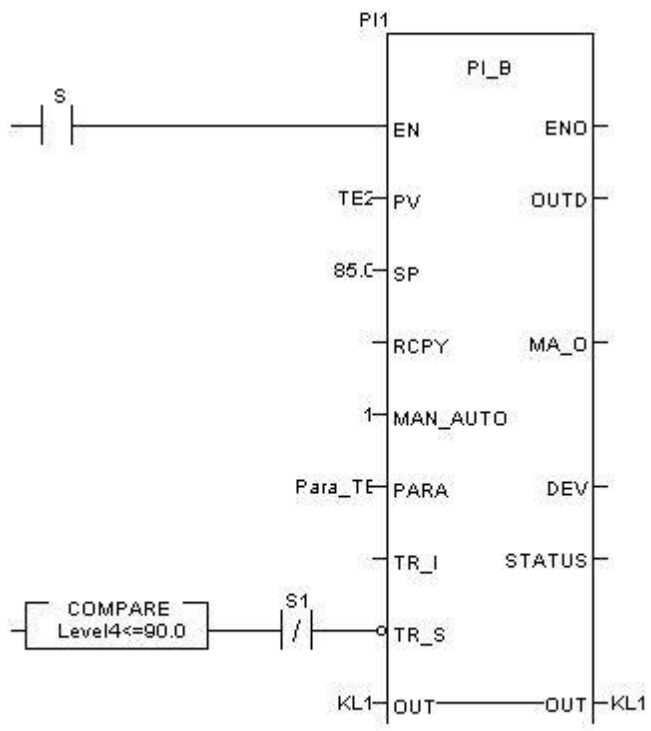 PI1
PI_B
S
EN ENO
TE2 PV OUTD
85.0 SP
RCPY MA_O
1 MAN_AUTO
Para_TE PARA DEV
TR_I STATUS
COMPARE
Level4<=90.0
S1
/
TR_S
KL1 OUT OUT KL1